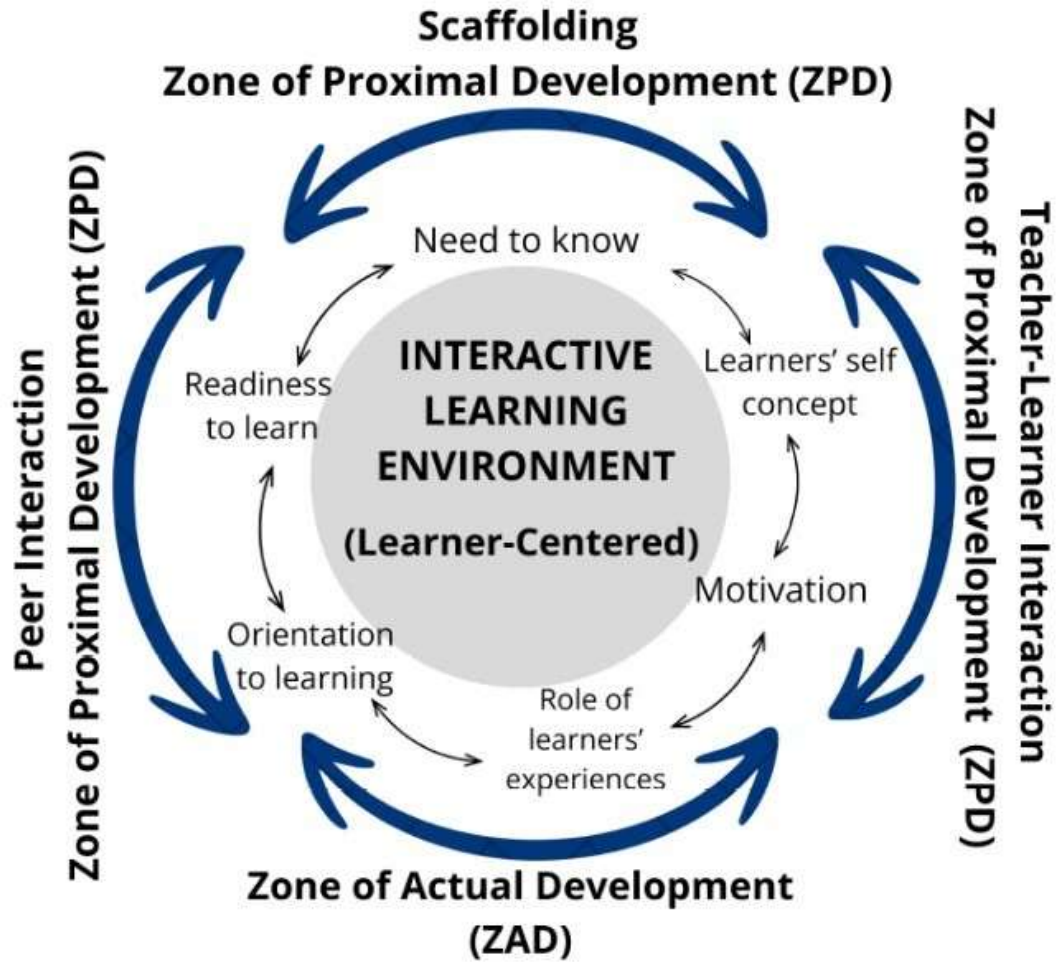 Scaffolding
Zone of Proximal Development (ZPD)
Peer Interaction
Zone of Proximal Development (ZPD)
Teacher-Learner Interaction
Zone of Proximal Development (ZPD)
Need to know
Learners’ self
concept
Motivation
Role of
learners’
experiences
Orientation
to learning
Readiness
to learn
INTERACTIVE
LEARNING
ENVIRONMENT
(Learner-Centered)
Zone of Actual Development
(ZAD)